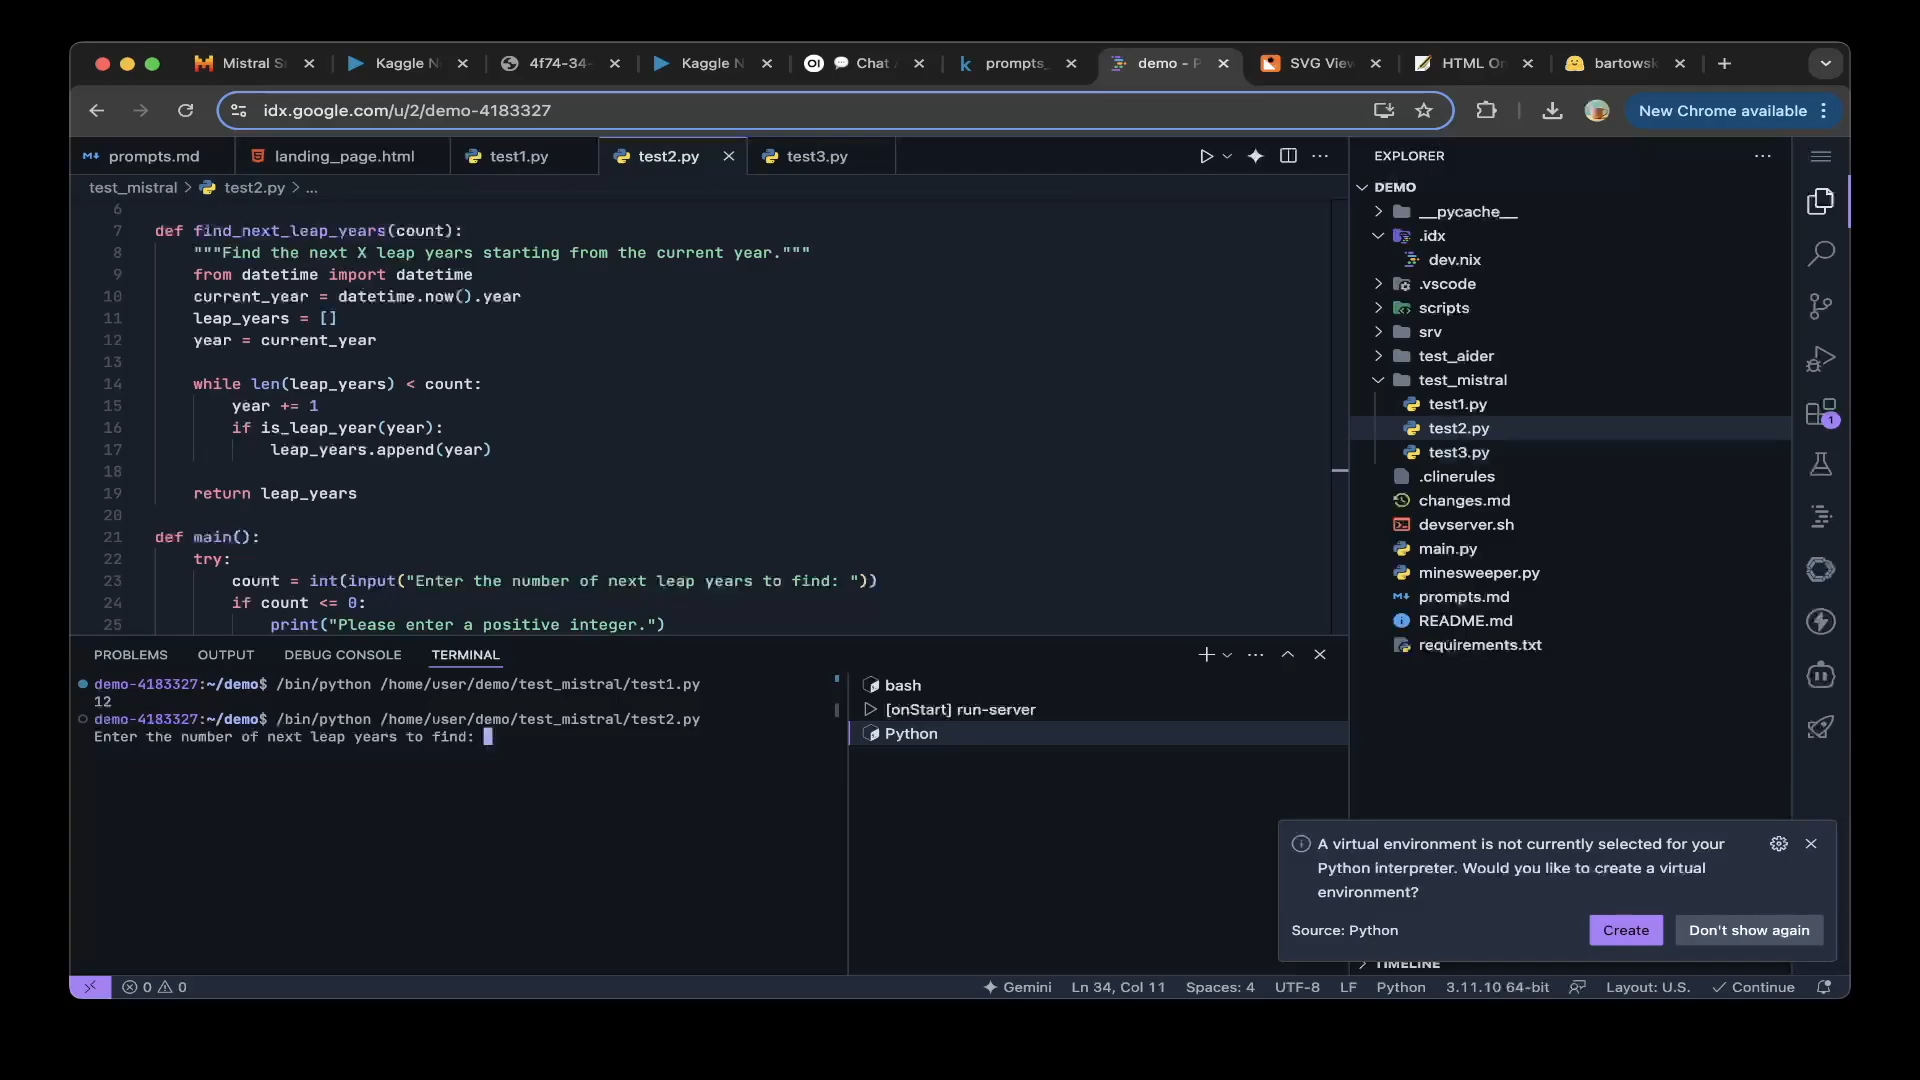 Mistral S
Kaggle N
4f74-34-
Kaggle N
Chat
prompts_
demo - P
SVG View
HTML On
bartowsk
idx.google.com/u/2/demo-4183327
New Chrome available
prompts.md
landing_page.html
test1.py
test2.py
test3.py
test_mistral > test2.py > ...
6
7 def find_next_leap_years(count):
8 """Find the next X leap years starting from the current year."""
9 from datetime import datetime
10 current_year = datetime.now().year
11 leap_years = []
12 year = current_year
13
14 while len(leap_years) < count:
15 year += 1
16 if is_leap_year(year):
17 leap_years.append(year)
18
19 return leap_years
20
21 def main():
22 try:
23 count = int(input("Enter the number of next leap years to find: "))
24 if count <= 0:
25 print("Please enter a positive integer.")
PROBLEMS
OUTPUT
DEBUG CONSOLE
TERMINAL
demo-4183327:~/demo$ /bin/python /home/user/demo/test_mistral/test1.py
12
demo-4183327:~/demo$ /bin/python /home/user/demo/test_mistral/test2.py
Enter the number of next leap years to find:
bash
[onStart] run-server
Python
EXPLORER
DEMO
__pycache__
.idx
dev.nix
.vscode
scripts
srv
test_aider
test_mistral
test1.py
test2.py
test3.py
.clinerules
changes.md
devserver.sh
main.py
minesweeper.py
prompts.md
README.md
requirements.txt
1
A virtual environment is not currently selected for your
Python interpreter. Would you like to create a virtual
environment?
Source: Python
Create
Don't show again
TIMELINE
0 0
Gemini
Ln 34, Col 11
Spaces: 4
UTF-8
LF
Python
3.11.10 64-bit
Layout: U.S.
Continue